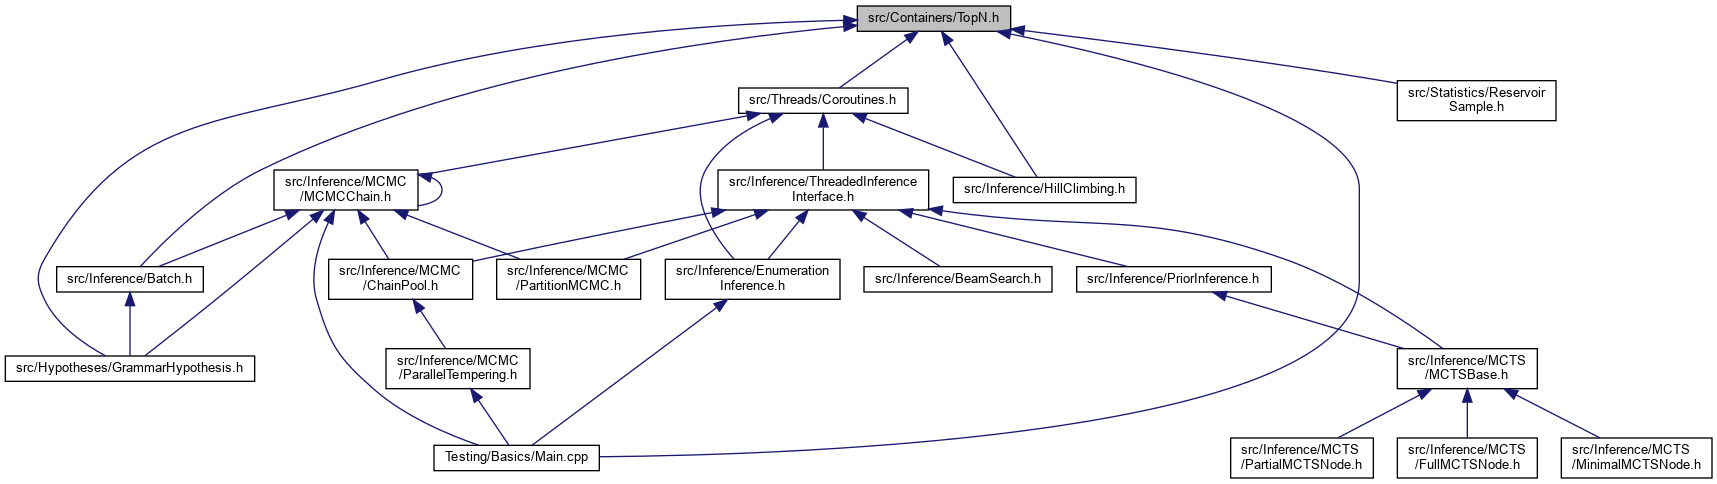 src/Containers/TopN.h
src/Statistics/Reservoir
Sample.h
src/Threads/Coroutines.h
src/Inference/MCMC
/MCMCChain.h
src/Inference/ThreadedInference
Interface.h
src/Inference/HillClimbing.h
src/Inference/Batch.h
src/Inference/MCMC
/ChainPool.h
src/Inference/MCMC
/PartitionMCMC.h
src/Inference/Enumeration
Inference.h
src/Inference/BeamSearch.h
src/Inference/PriorInference.h
src/Hypotheses/GrammarHypothesis.h
src/Inference/MCMC
/ParallelTempering.h
src/Inference/MCTS
/MCTSBase.h
Testing/Basics/Main.cpp
src/Inference/MCTS
/PartialMCTSNode.h
src/Inference/MCTS
/FullMCTSNode.h
src/Inference/MCTS
/MinimalMCTSNode.h